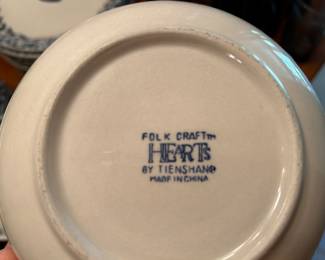 FOLK CRAFT™
HEARTS
BY TIENSHAN®
MADE IN CHINA